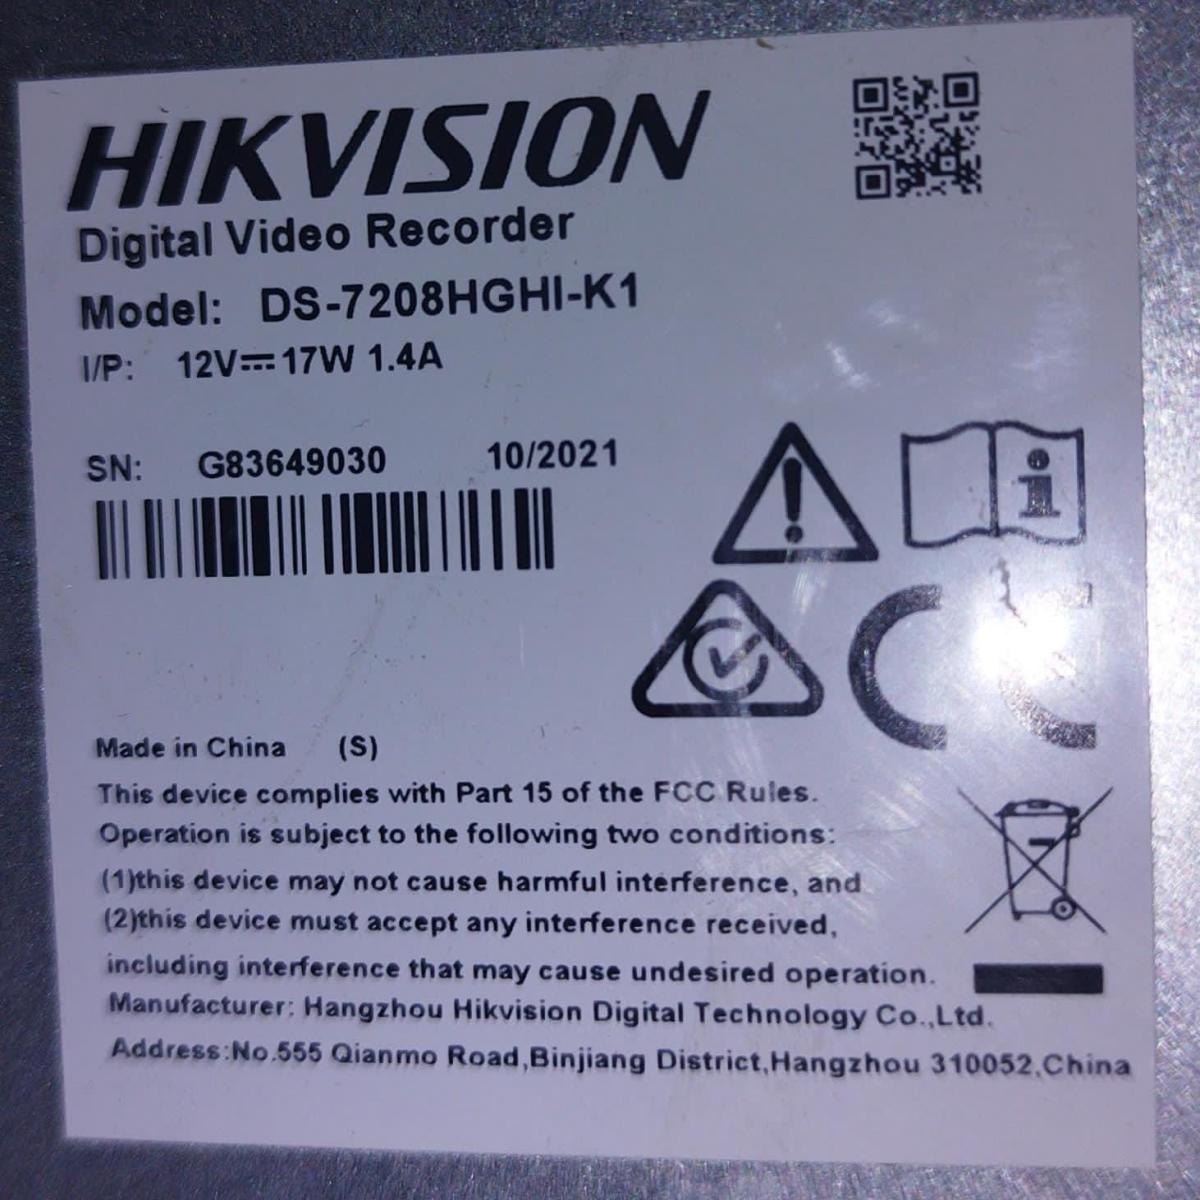 HIKVISION
Digital Video Recorder
Model: DS-7208HGHI-K1
I/P: 12V⎓17W 1.4A
SN: G83649030 10/2021
Made in China (S)
This device complies with Part 15 of the FCC Rules.
Operation is subject to the following two conditions:
(1)this device may not cause harmful interference, and
(2)this device must accept any interference received,
including interference that may cause undesired operation.
Manufacturer: Hangzhou Hikvision Digital Technology Co.,Ltd.
Address:No.555 Qianmo Road,Binjiang District,Hangzhou 310052,China